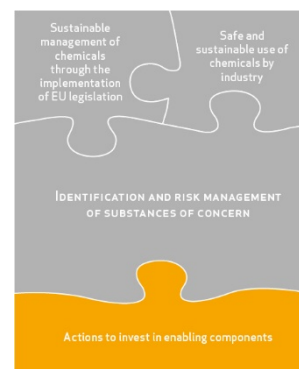 Sustainable
management of
chemicals
through the
implementation
of EU legislation
Safe and
sustainable use of
chemicals by
industry
IDENTIFICATION AND RISK MANAGEMENT
OF SUBSTANCES OF CONCERN
Actions to invest in enabling components